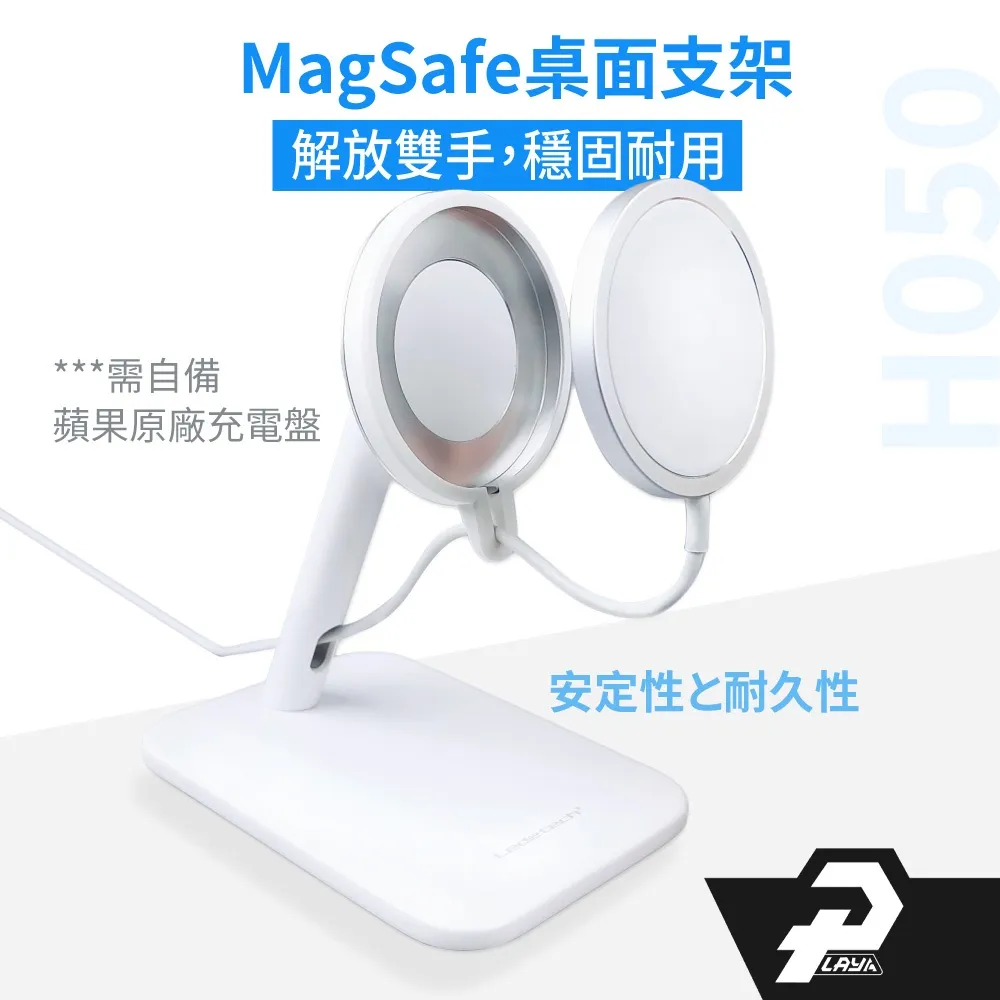 MagSafe桌面支架
解放雙手，穩固耐用
H050
***需自備
蘋果原廠充電盤
安定性と耐久性
PLAYA